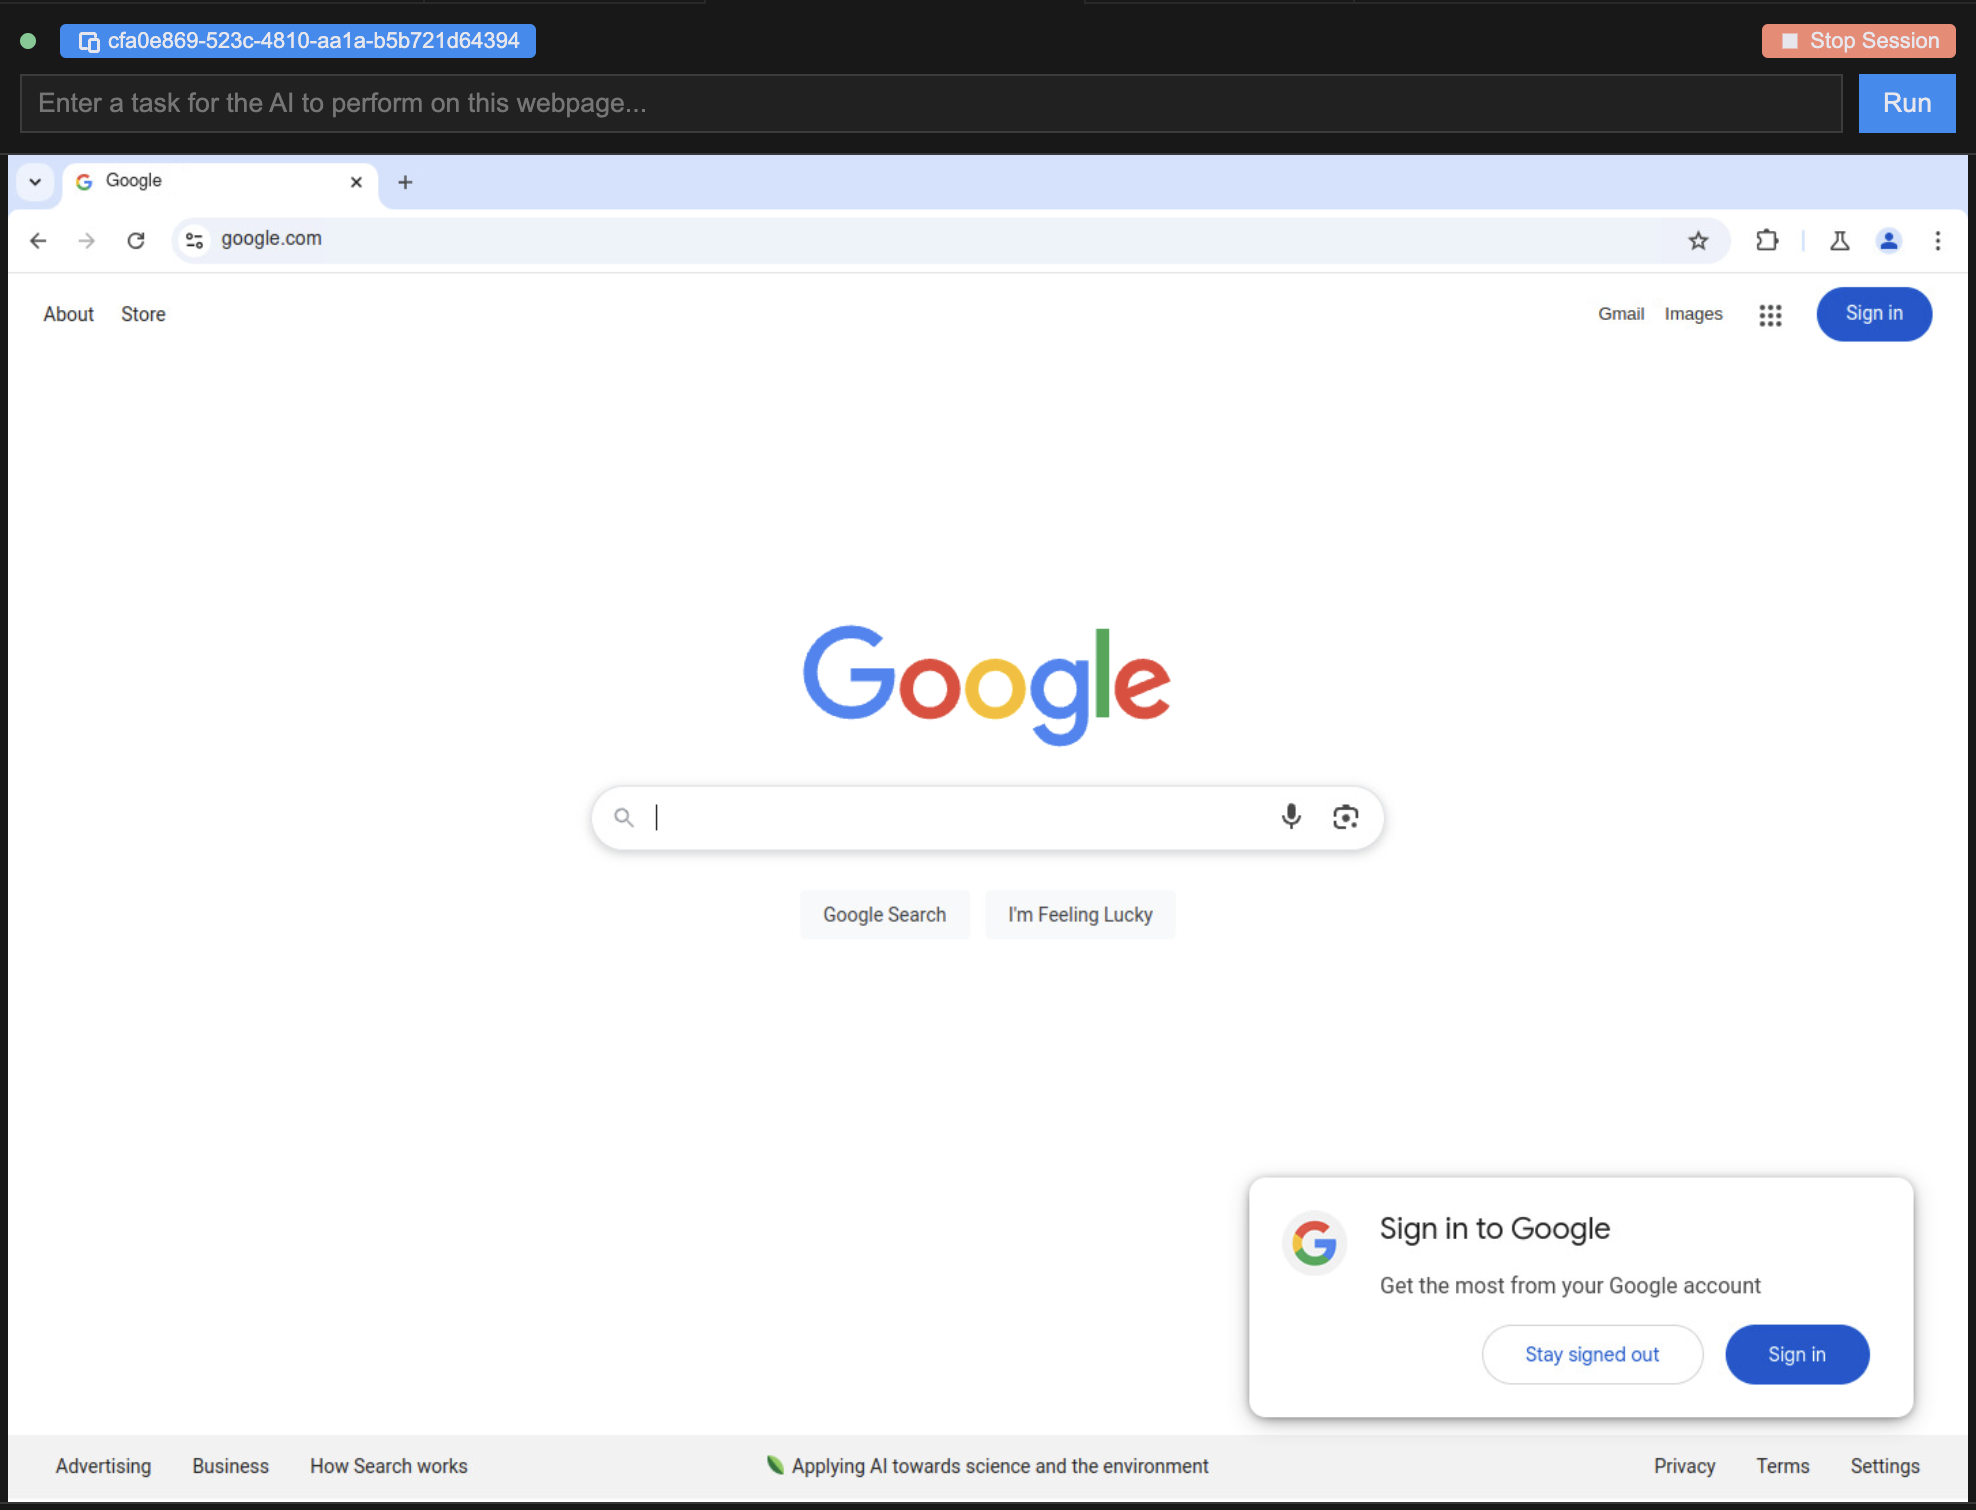 cfa0e869-523c-4810-aa1a-b5b721d64394
Stop Session
Enter a task for the AI to perform on this webpage...
Run
Google
google.com
About Store
Gmail Images
Sign in
Google
Google Search
I'm Feeling Lucky
Sign in to Google
Get the most from your Google account
Stay signed out
Sign in
Advertising Business How Search works
Applying AI towards science and the environment
Privacy Terms Settings